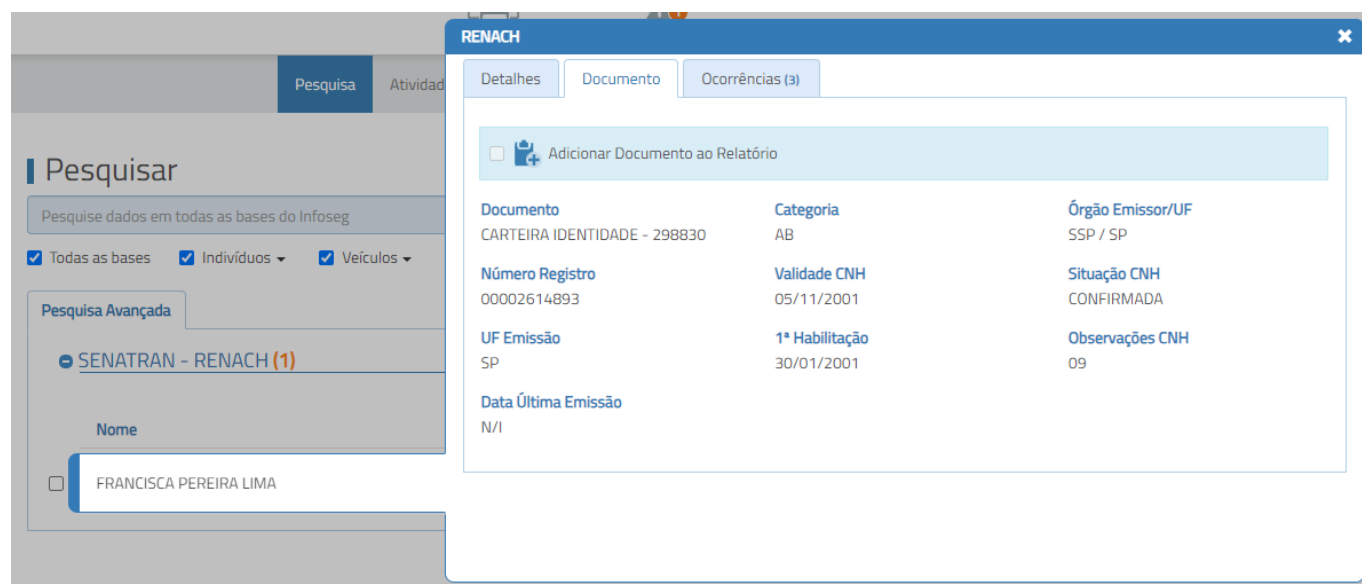 RENACH
Detalhes Documento Ocorrências (3)
Pesquisa Atividad
Adicionar Documento ao Relatório
Pesquisar
Pesquise dados em todas as bases do Infoseg
Todas as bases Indivíduos Veículos
Pesquisa Avançada
SENATRAN - RENACH (1)
Nome
FRANCISCA PEREIRA LIMA
Documento Categoria Órgão Emissor/UF
CARTEIRA IDENTIDADE - 298830 AB SSP / SP
Número Registro Validade CNH Situação CNH
00002614893 05/11/2001 CONFIRMADA
UF Emissão 1ª Habilitação Observações CNH
SP 30/01/2001 09
Data Última Emissão
N/I